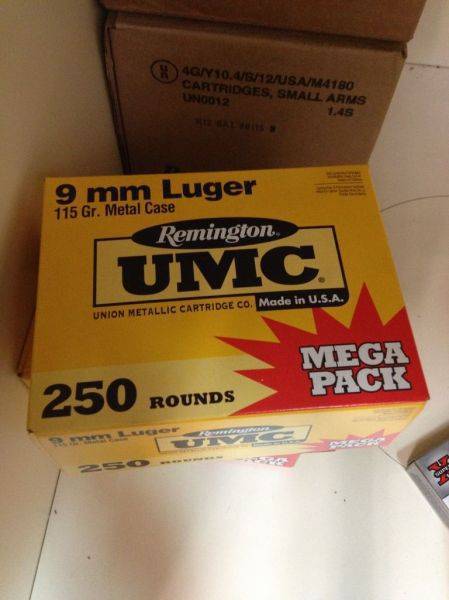 4G/Y10.4/S/12/USA/M4180
CARTRIDGES, SMALL ARMS
UN0012
1.4S
9 mm Luger
115 Gr. Metal Case
Remington
UMC
UNION METALLIC CARTRIDGE CO.
Made in U.S.A.
MEGA
PACK
250 ROUNDS
9 mm Luger
Remington
UMC
MEGA
PACK
250 ROUNDS